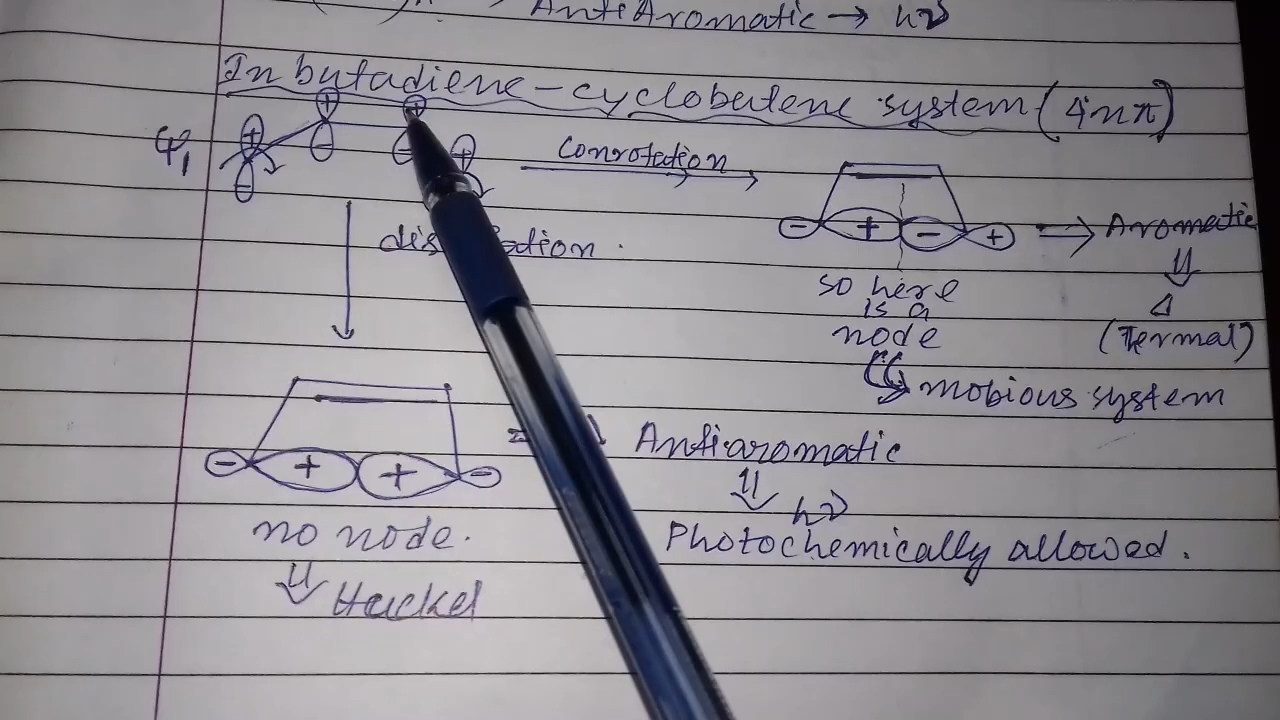 AntiAromatic → hν
In butadiene-cyclobutene system (4nπ)
Ψ1
+
+
+
+
-
-
-
Conrotation
- + - +
⇒ Aromatic
⇓
Δ
(Termal)
so here
is a
node
mobious system
- + + -
Antiaromatic
⇓
hν
Photochemically allowed.
no node.
⇓ Huckel